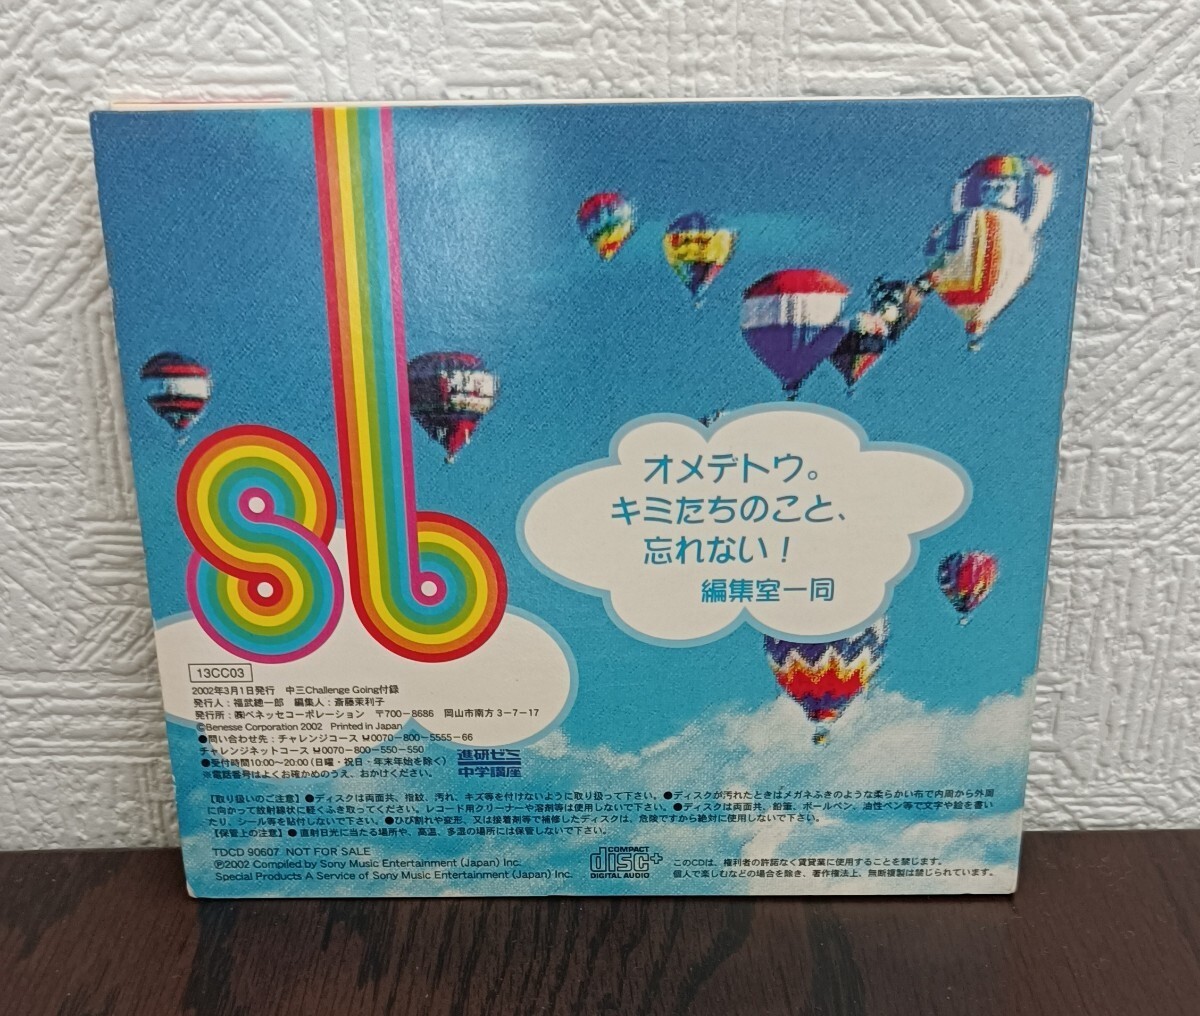 sb
オメデトウ。
キミたちのこと、
忘れない!
編集室一同
13CC03
2002年3月1日発行 中三Challenge Going付録
発行人:福武總一郎 編集人:斎藤茉利子
発行所:㈱ベネッセコーポレーション 〒700-8686 岡山市南方3-7-17
©Benesse Corporation 2002 Printed in Japan
●問い合わせ先:チャレンジコース 0070-800-5555-66
チャレンジネットコース 0070-800-550-550
●受付時間10:00~20:00(日曜・祝日・年末年始を除く)
※電話番号はよくお確かめのうえ、おかけください。
進研ゼミ
中学講座
【取り扱いのご注意】●ディスクは両面共、指紋、汚れ、キズ等を付けないように取り扱って下さい。●ディスクが汚れたときはメガネふきのような柔らかい布で内周から外周
に向かって放射線状に軽くふき取ってください。レコード用クリーナーや溶剤等は使用しないで下さい。●ディスクは両面共、鉛筆、ボールペン、油性ペン等で文字や絵を書い
たり、シール等を貼付しないで下さい。●ひび割れや変形、又は接着剤等で補修したディスクは、危険ですから絶対に使用しないで下さい。
【保管上の注意】●直射日光に当たる場所や、高温、多湿の場所には保管しないで下さい。
TDCD 90607 NOT FOR SALE
℗2002 Compiled by Sony Music Entertainment (Japan) Inc.
Special Products A Service of Sony Music Entertainment (Japan) Inc.
COMPACT
disc+
DIGITAL AUDIO
このCDは、権利者の許諾なく賃貸業に使用することを禁じます。
個人で楽しむなどの場合を除き、著作権法上、無断複製は禁じられています。